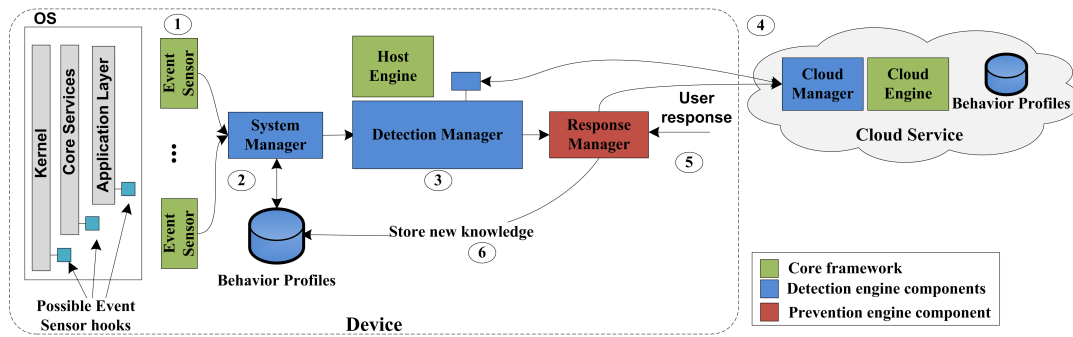 OS
Kernel
Core Services
Application Layer
Possible Event
Sensor hooks
1
Event
Sensor
...
Event
Sensor
System
Manager
2
Behavior Profiles
Host
Engine
Detection Manager
3
Response
Manager
User
response
5
Store new knowledge
6
Device
4
Cloud
Manager
Cloud
Engine
Behavior Profiles
Cloud Service
Core framework
Detection engine components
Prevention engine component